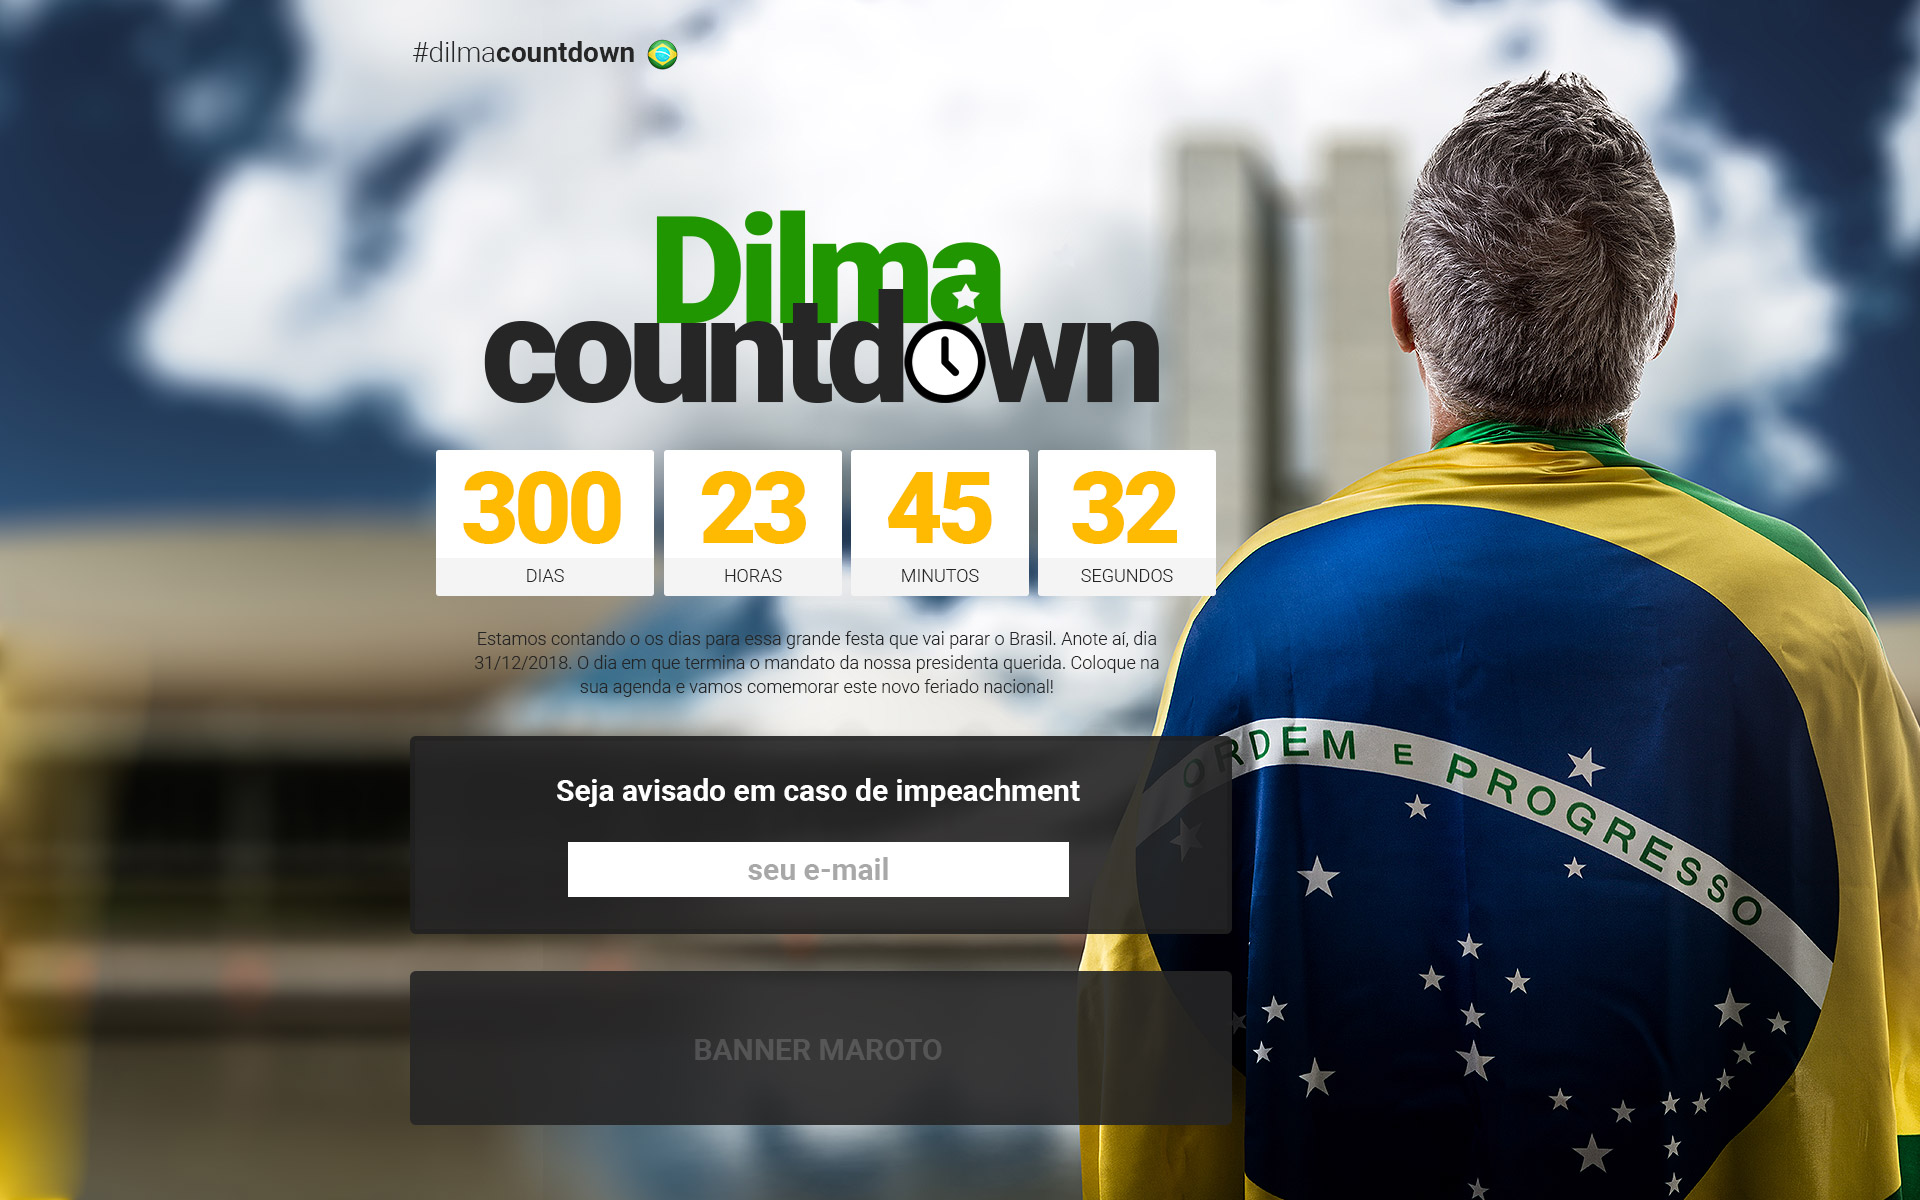 #dilmacountdown
Dilma
countdown
300 23 45 32
DIAS HORAS MINUTOS SEGUNDOS
Estamos contando o os dias para essa grande festa que vai parar o Brasil. Anote aí, dia
31/12/2018. O dia em que termina o mandato da nossa presidenta querida. Coloque na
sua agenda e vamos comemorar este novo feriado nacional!
ORDEM E PROGRESSO
Seja avisado em caso de impeachment
seu e-mail
BANNER MAROTO